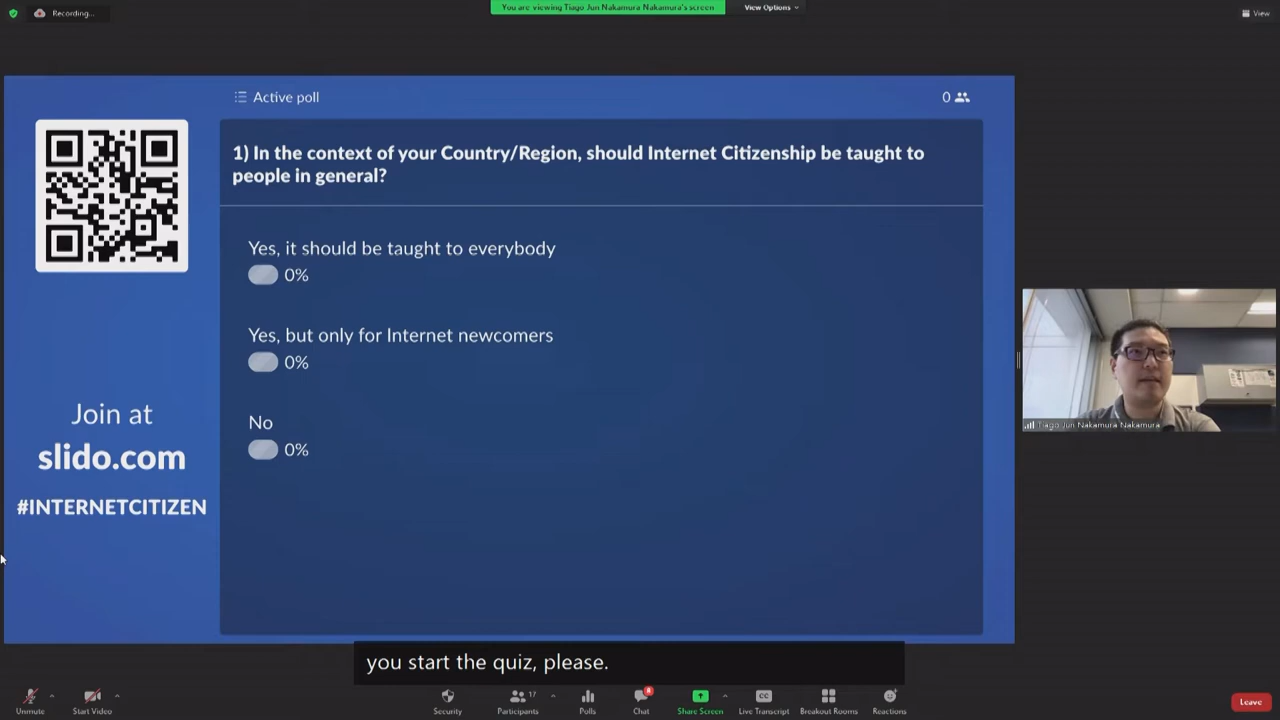 Recording...
You are viewing Tiago Jun Nakamura Nakamura's screen
View Options
View
Active poll
0
1) In the context of your Country/Region, should Internet Citizenship be taught to
people in general?
Yes, it should be taught to everybody
0%
Yes, but only for Internet newcomers
0%
No
0%
Join at
slido.com
#INTERNETCITIZEN
Tiago Jun Nakamura Nakamura
you start the quiz, please.
Unmute
Start Video
Security
Participants
17
Polls
Chat
8
Share Screen
CC
Live Transcript
Breakout Rooms
Reactions
Leave